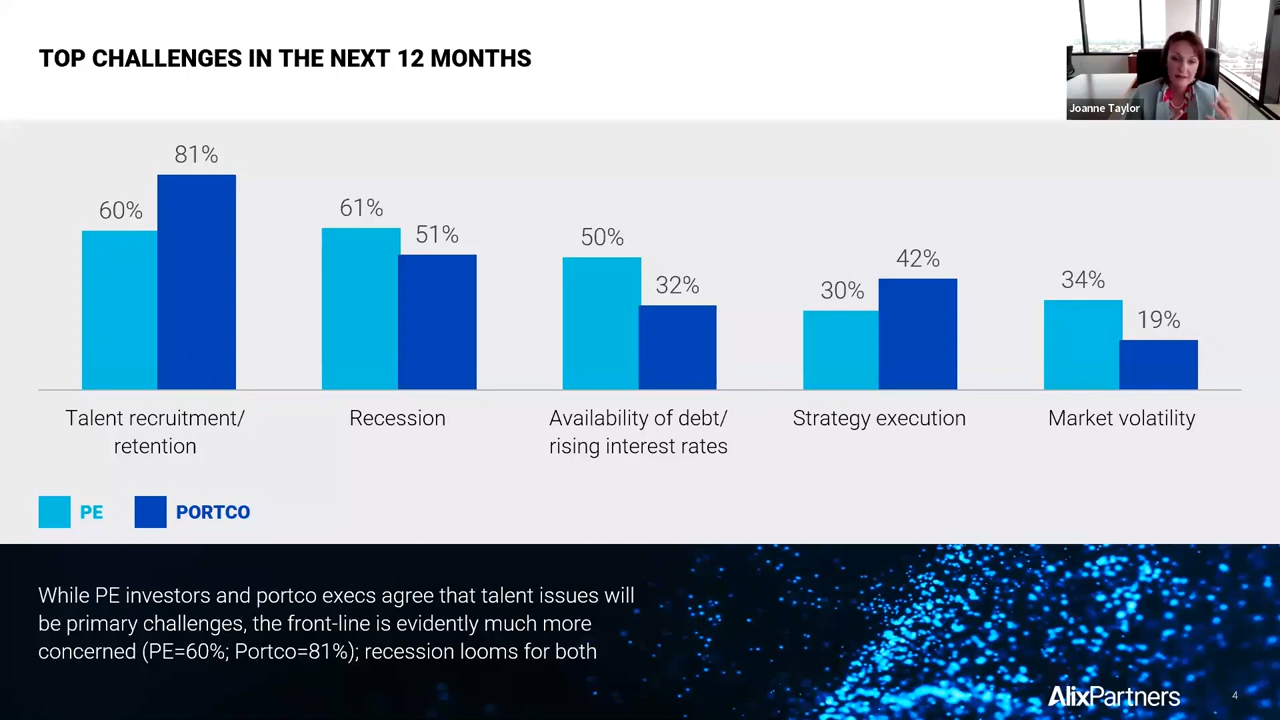 TOP CHALLENGES IN THE NEXT 12 MONTHS
Joanne Taylor
81%
60%
61%
51%
50%
32%
30%
42%
34%
19%
Talent recruitment/
retention
Recession
Availability of debt/
rising interest rates
Strategy execution
Market volatility
PE
PORTCO
While PE investors and portco execs agree that talent issues will
be primary challenges, the front-line is evidently much more
concerned (PE=60%; Portco=81%); recession looms for both
AlixPartners
4